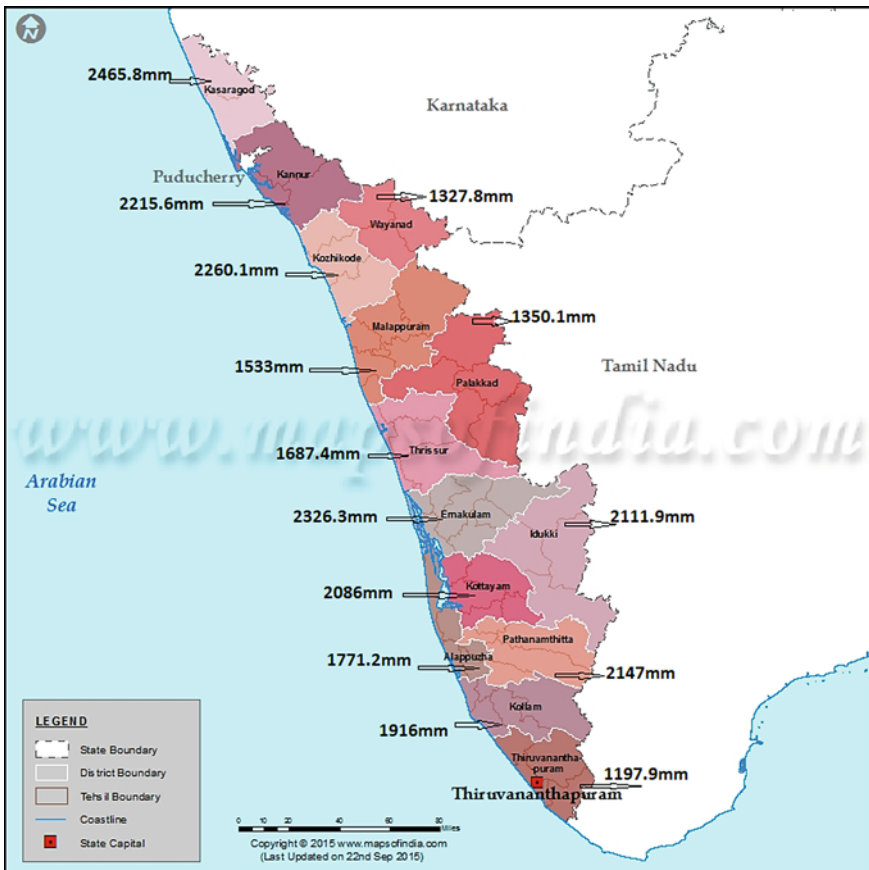 N
2465.8mm
Kasaragod
Karnataka
Puducherry
Kannur
2215.6mm
1327.8mm
Wayanad
Kozhikode
2260.1mm
1350.1mm
Malappuram
1533mm
Palakkad
Tamil Nadu
www.mapsofindia.com
Thrissur
1687.4mm
Arabian
Sea
Ernakulam
2326.3mm
2111.9mm
Idukki
Kottayam
2086mm
Pathanamthitta
Alappuzha
1771.2mm
2147mm
Kollam
1916mm
Thiruvanantha-
puram
1197.9mm
Thiruvananthapuram
LEGEND
State Boundary
District Boundary
Tehsil Boundary
Coastline
State Capital
0 20 40 60 80
Miles
Copyright © 2015 www.mapsofindia.com
(Last Updated on 22nd Sep 2015)